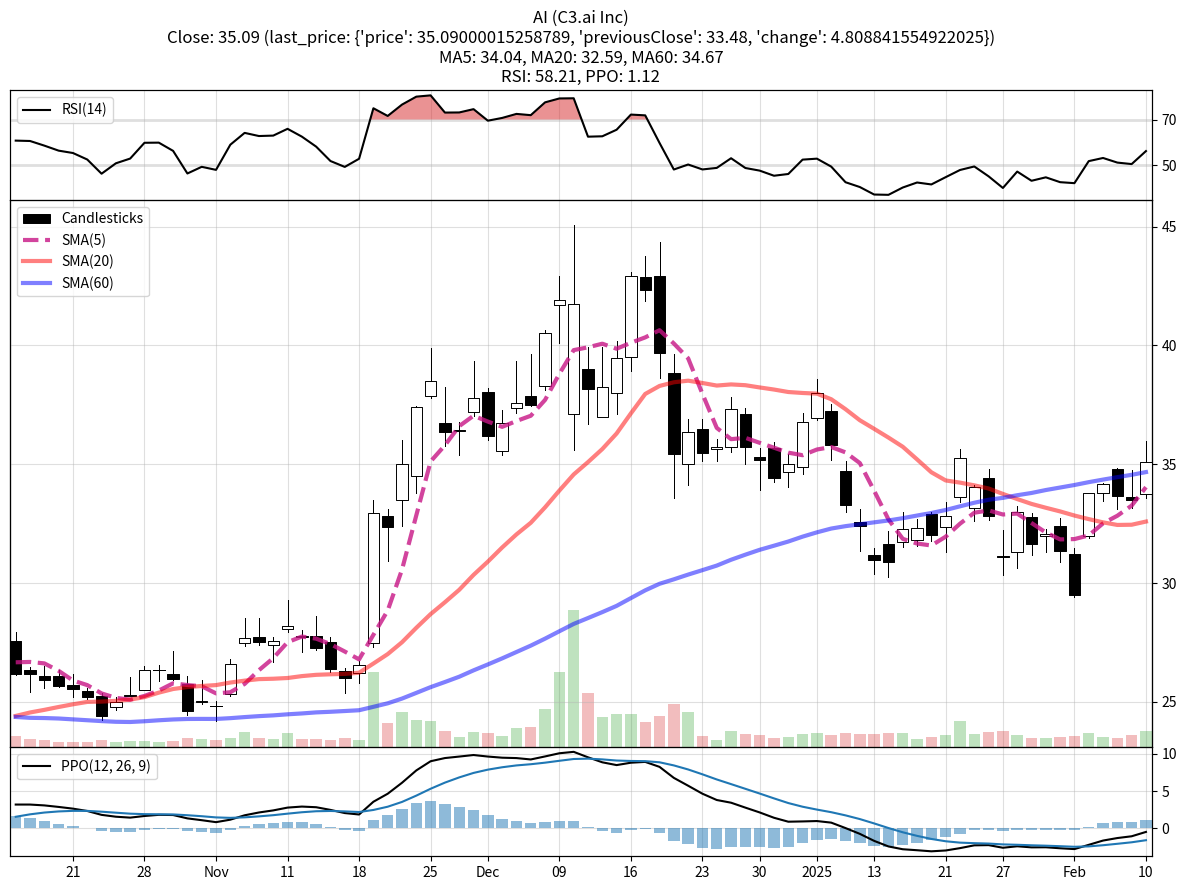 AI (C3.ai Inc)
Close: 35.09 (last_price: {'price': 35.09000015258789, 'previousClose': 33.48, 'change': 4.808841554922025})
MA5: 34.04, MA20: 32.59, MA60: 34.67
RSI: 58.21, PPO: 1.12
RSI(14)
70
50
Candlesticks
SMA(5)
SMA(20)
SMA(60)
45
40
35
30
25
PPO(12, 26, 9)
10
5
0
21 28 Nov 11 18 25 Dec 09 16 23 30 2025 13 21 27 Feb 10